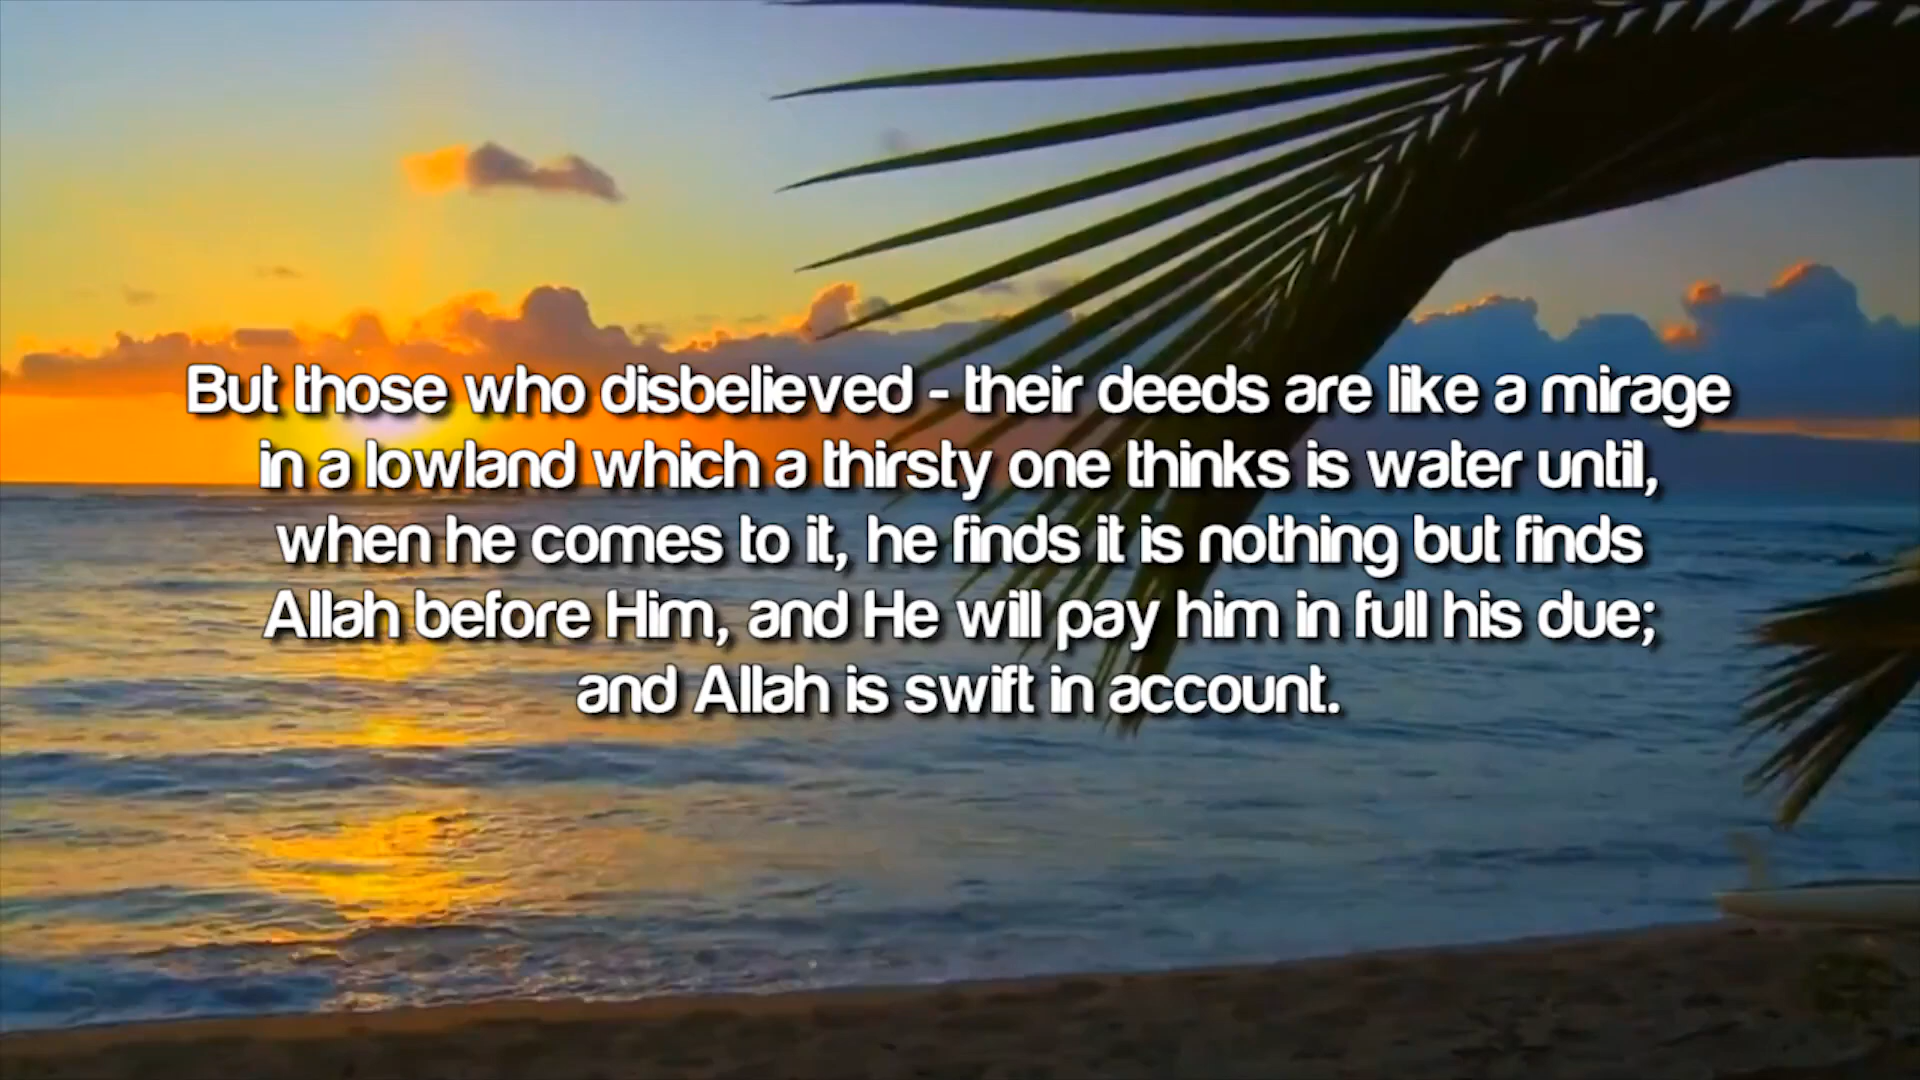 But those who disbelieved - their deeds are like a mirage
in a lowland which a thirsty one thinks is water until,
when he comes to it, he finds it is nothing but finds
Allah before Him, and He will pay him in full his due;
and Allah is swift in account.